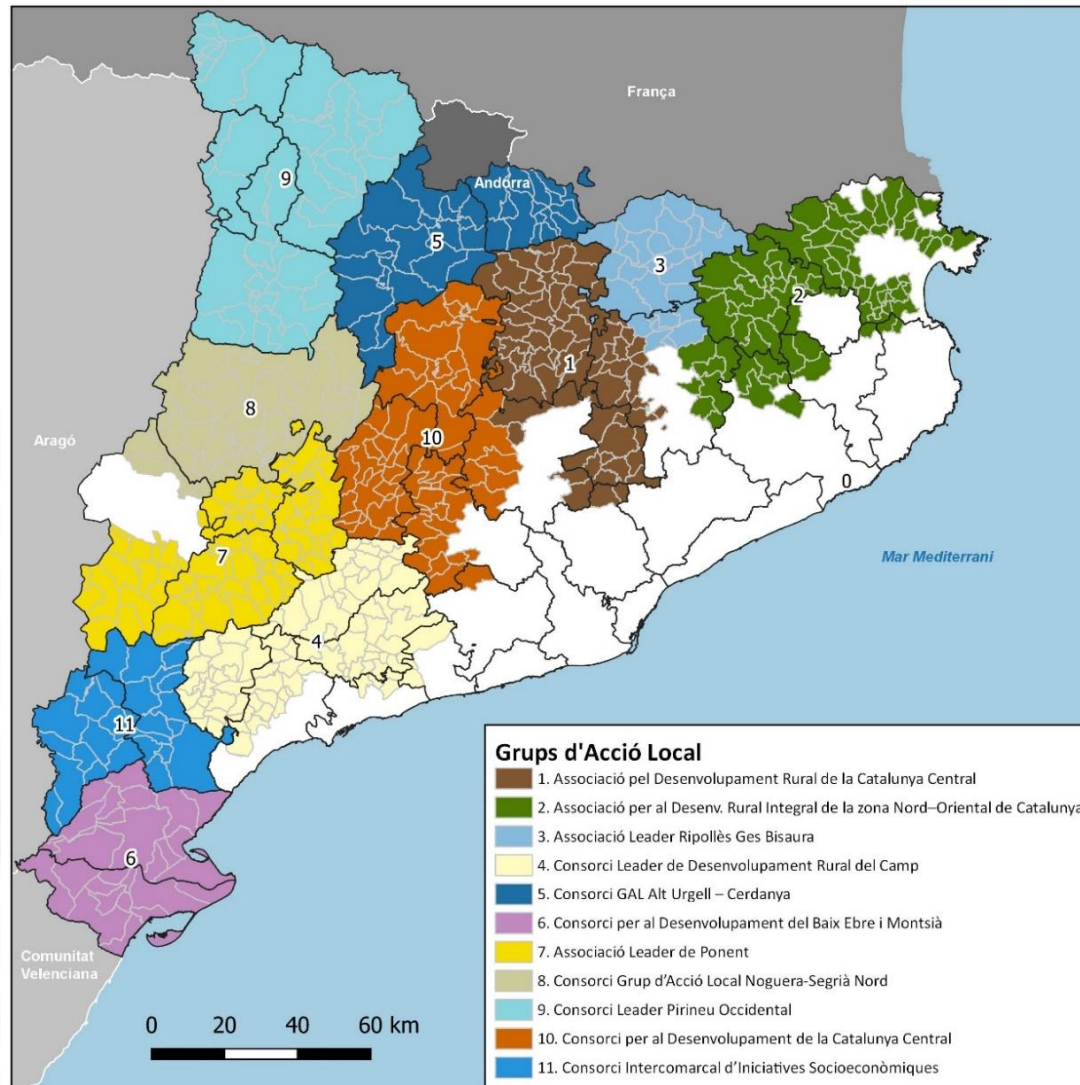 França
Andorra
9
5
3
2
1
8
10
Aragó
0
7
Mar Mediterrani
4
11
6
Comunitat
Velenciana
0 20 40 60 km
Grups d'Acció Local
1. Associació pel Desenvolupament Rural de la Catalunya Central
2. Associació per al Desenv. Rural Integral de la zona Nord–Oriental de Catalunya
3. Associació Leader Ripollès Ges Bisaura
4. Consorci Leader de Desenvolupament Rural del Camp
5. Consorci GAL Alt Urgell – Cerdanya
6. Consorci per al Desenvolupament del Baix Ebre i Montsià
7. Associació Leader de Ponent
8. Consorci Grup d'Acció Local Noguera-Segrià Nord
9. Consorci Leader Pirineu Occidental
10. Consorci per al Desenvolupament de la Catalunya Central
11. Consorci Intercomarcal d'Iniciatives Socioeconòmiques